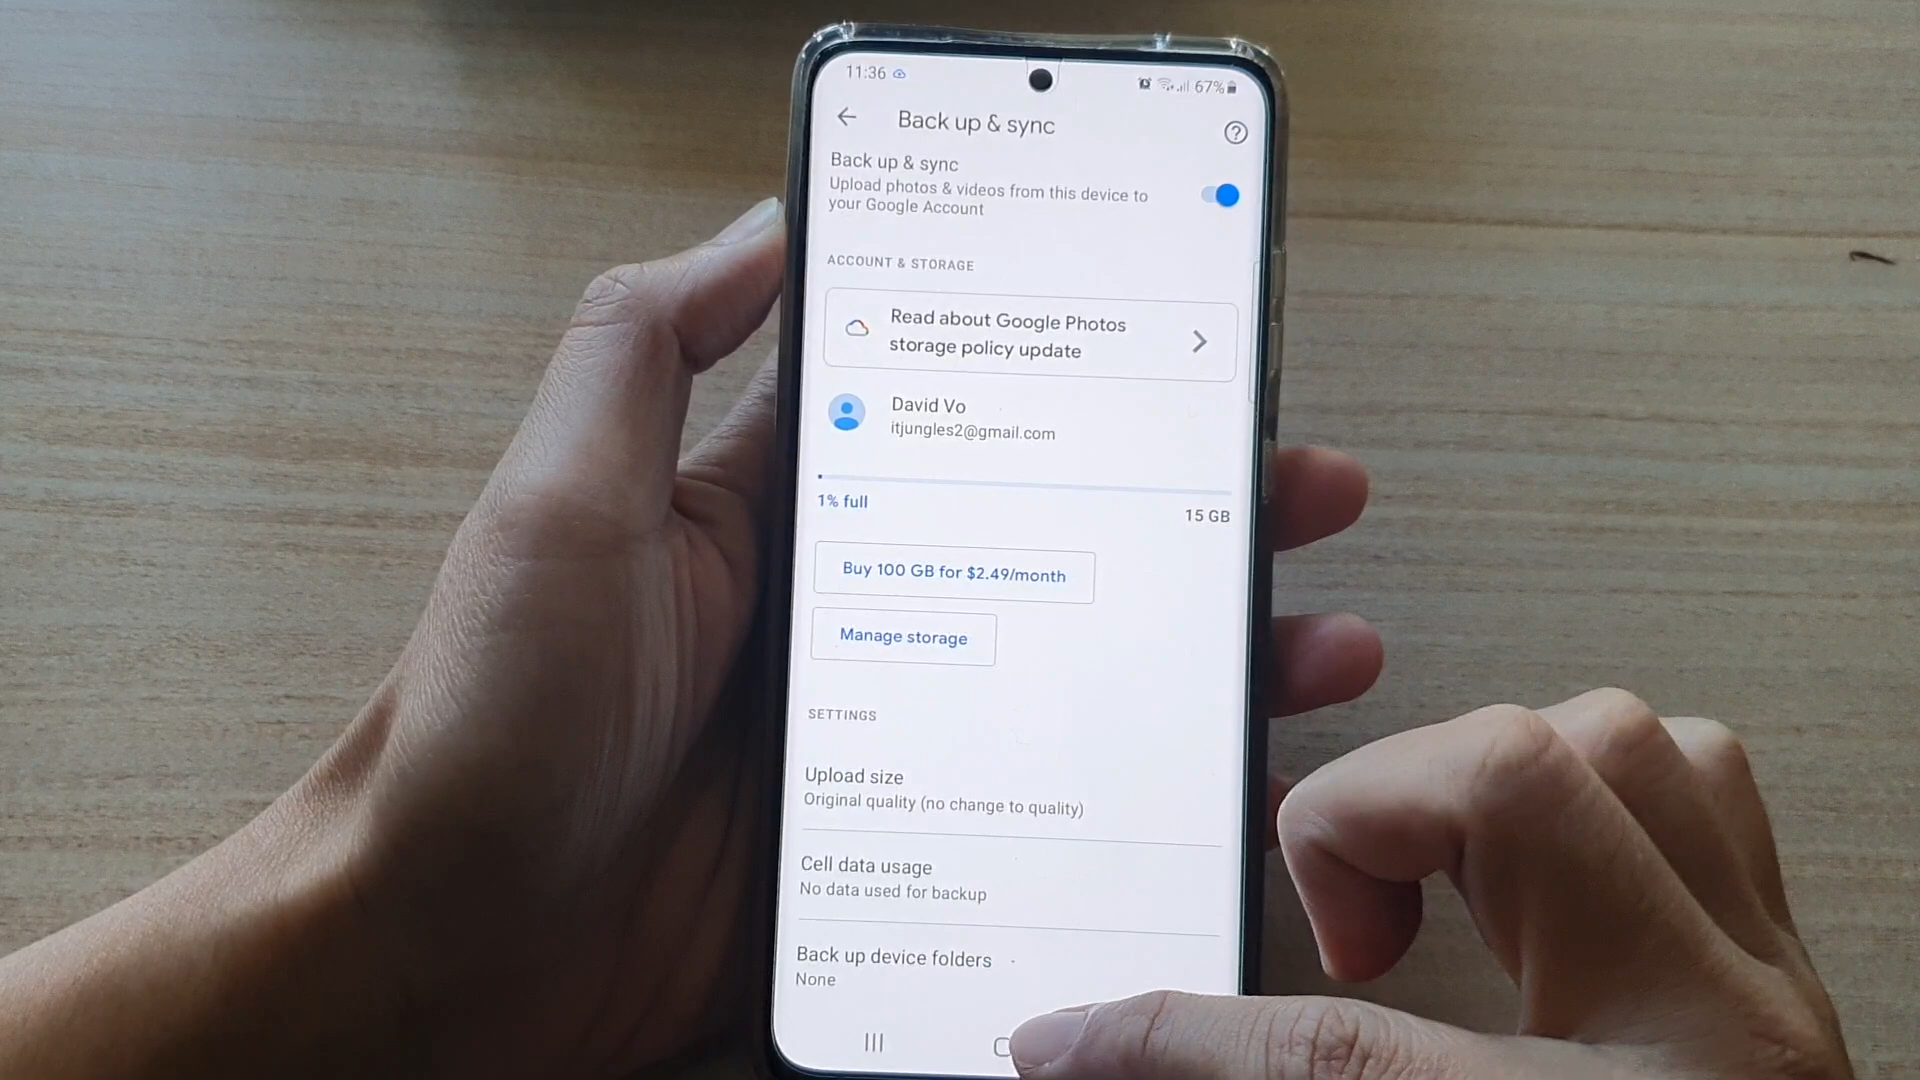 11:36
67%
Back up & sync
Back up & sync
Upload photos & videos from this device to
your Google Account
ACCOUNT & STORAGE
Read about Google Photos
storage policy update
David Vo
itjungles2@gmail.com
1% full
15 GB
Buy 100 GB for $2.49/month
Manage storage
SETTINGS
Upload size
Original quality (no change to quality)
Cell data usage
No data used for backup
Back up device folders
None